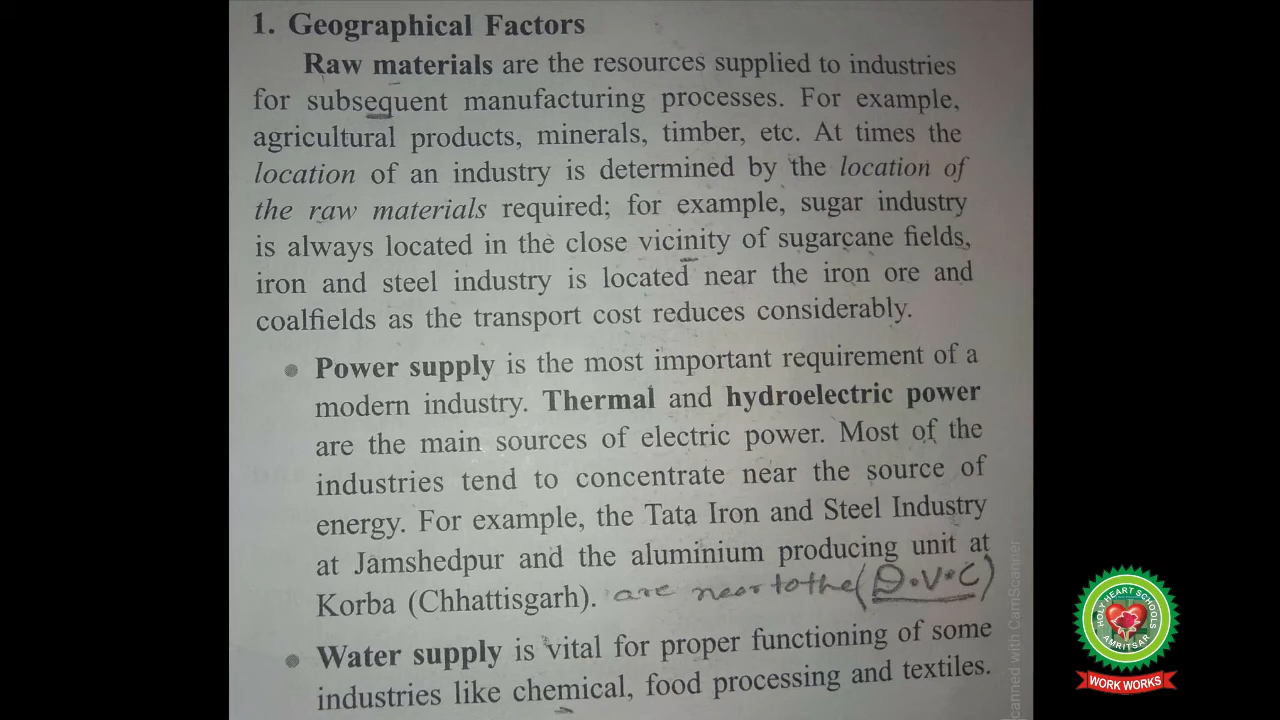 1. Geographical Factors
Raw materials are the resources supplied to industries
for subsequent manufacturing processes. For example,
agricultural products, minerals, timber, etc. At times the
location of an industry is determined by the location of
the raw materials required; for example, sugar industry
is always located in the close vicinity of sugarcane fields,
iron and steel industry is located near the iron ore and
coalfields as the transport cost reduces considerably.
• Power supply is the most important requirement of a
modern industry. Thermal and hydroelectric power
are the main sources of electric power. Most of the
industries tend to concentrate near the source of
energy. For example, the Tata Iron and Steel Industry
at Jamshedpur and the aluminium producing unit at
Korba (Chhattisgarh). are near to the (D.V.C)
• Water supply is vital for proper functioning of some
industries like chemical, food processing and textiles.
canned with CamScanner
HOLY HEART SCHOOLS
AMRITSAR
WORK WORKS